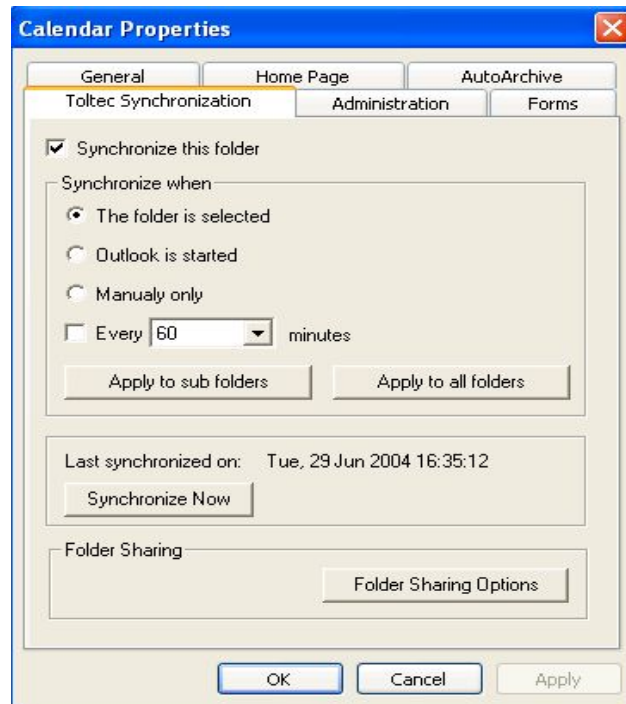 Calendar Properties
General Home Page AutoArchive
Toltec Synchronization Administration Forms
Synchronize this folder
Synchronize when
The folder is selected
Outlook is started
Manualy only
Every 60 minutes
Apply to sub folders Apply to all folders
Last synchronized on: Tue, 29 Jun 2004 16:35:12
Synchronize Now
Folder Sharing
Folder Sharing Options
OK Cancel Apply